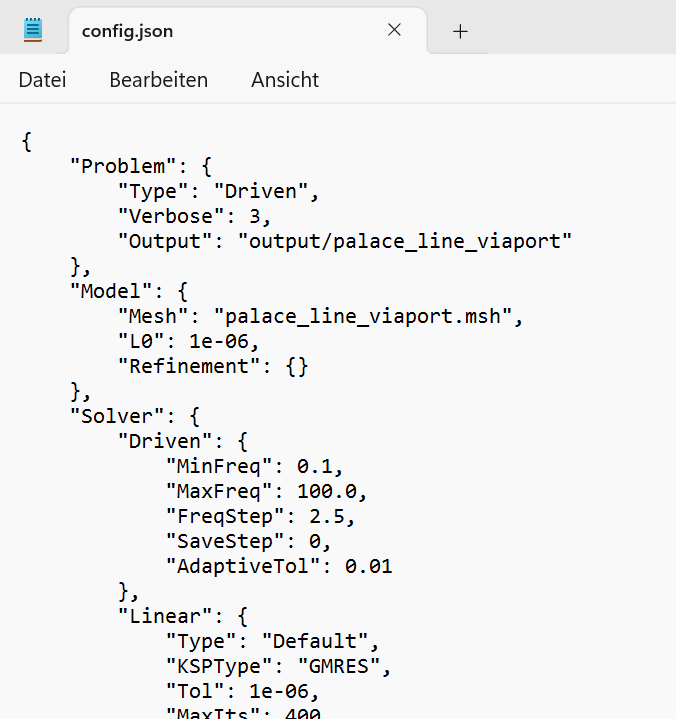 config.json
Datei Bearbeiten Ansicht
{
    "Problem": {
        "Type": "Driven",
        "Verbose": 3,
        "Output": "output/palace_line_viaport"
    },
    "Model": {
        "Mesh": "palace_line_viaport.msh",
        "L0": 1e-06,
        "Refinement": {}
    },
    "Solver": {
        "Driven": {
            "MinFreq": 0.1,
            "MaxFreq": 100.0,
            "FreqStep": 2.5,
            "SaveStep": 0,
            "AdaptiveTol": 0.01
        },
        "Linear": {
            "Type": "Default",
            "KSPType": "GMRES",
            "Tol": 1e-06,
            "MaxIts": 400